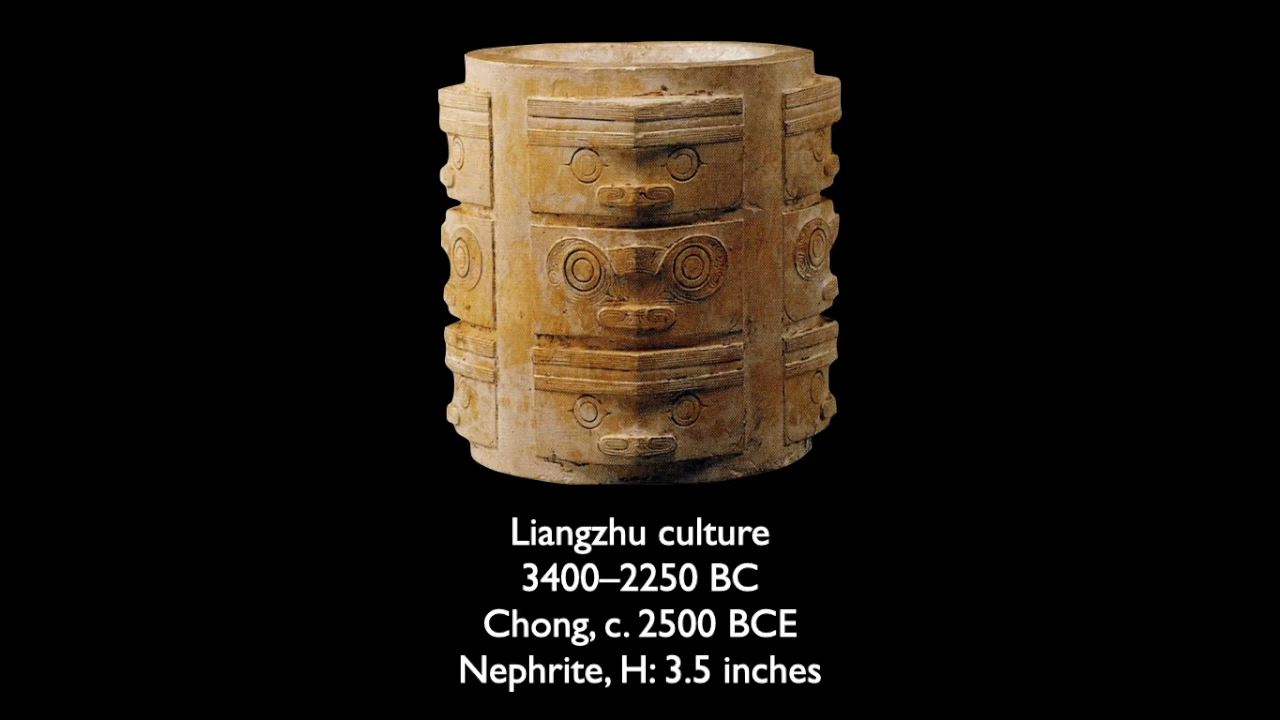 Liangzhu culture
3400–2250 BC
Chong, c. 2500 BCE
Nephrite, H: 3.5 inches